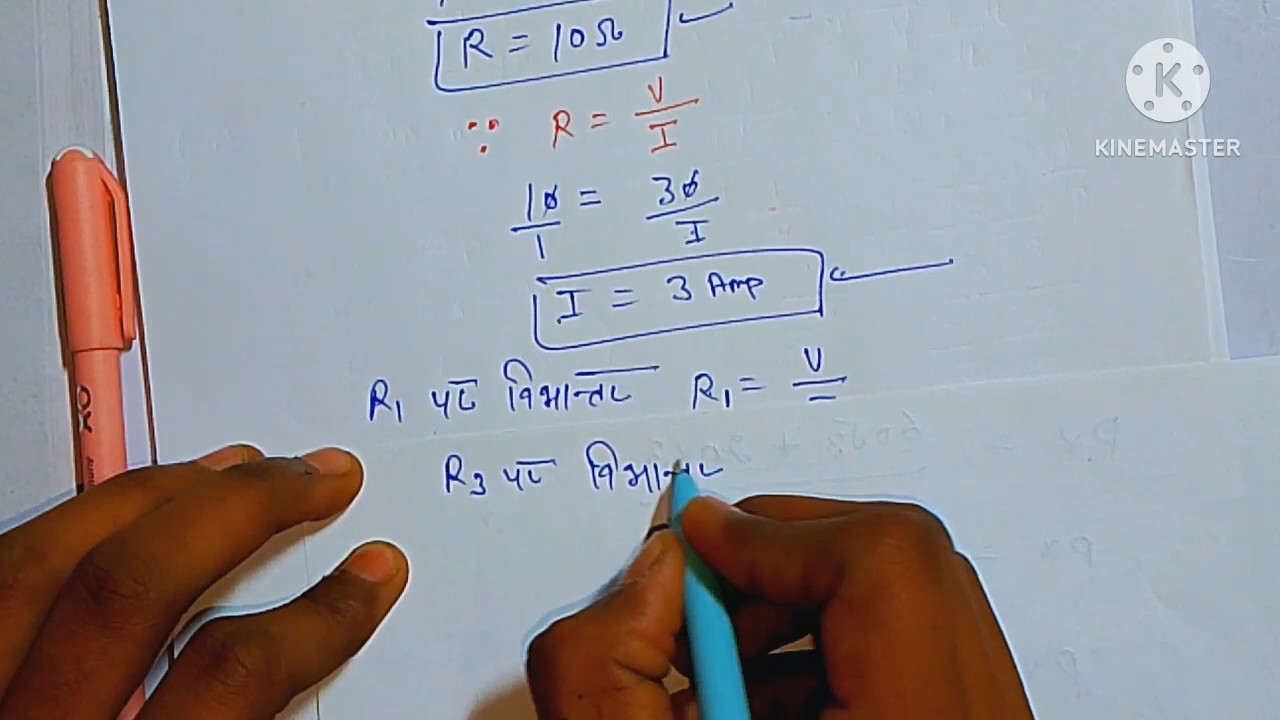 R = 10Ω
∵ R = V/I
10/1 = 30/I
I = 3 Amp
R1 पर विभान्तर R1 = V
R3 पर विभान्तर
K
KINEMASTER